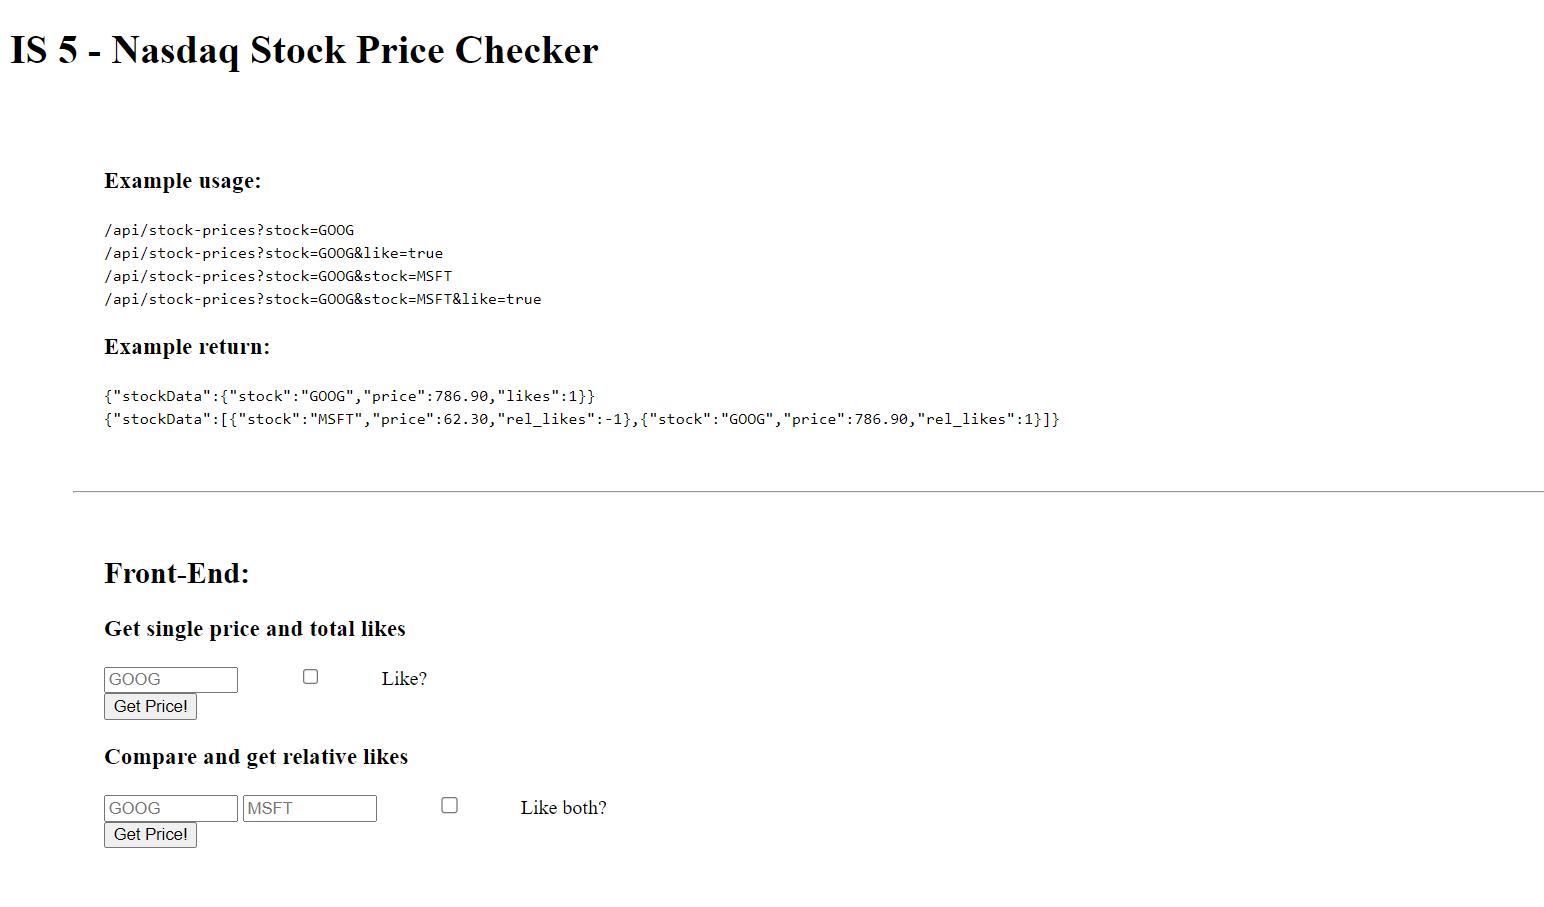 IS 5 - Nasdaq Stock Price Checker
Example usage:
/api/stock-prices?stock=GOOG
/api/stock-prices?stock=GOOG&like=true
/api/stock-prices?stock=GOOG&stock=MSFT
/api/stock-prices?stock=GOOG&stock=MSFT&like=true
Example return:
{"stockData":{"stock":"GOOG","price":786.90,"likes":1}}
{"stockData":[{"stock":"MSFT","price":62.30,"rel_likes":-1},{"stock":"GOOG","price":786.90,"rel_likes":1}]}
Front-End:
Get single price and total likes
GOOG Like?
Get Price!
Compare and get relative likes
GOOG MSFT Like both?
Get Price!